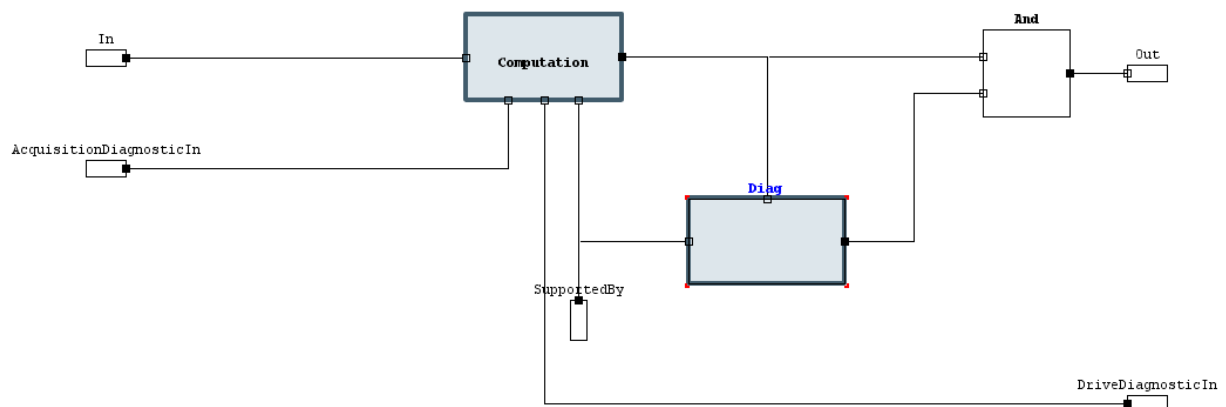 And
In
Out
Computation
AcquisitionDiagnosticIn
Diag
SupportedBy
DriveDiagnosticIn